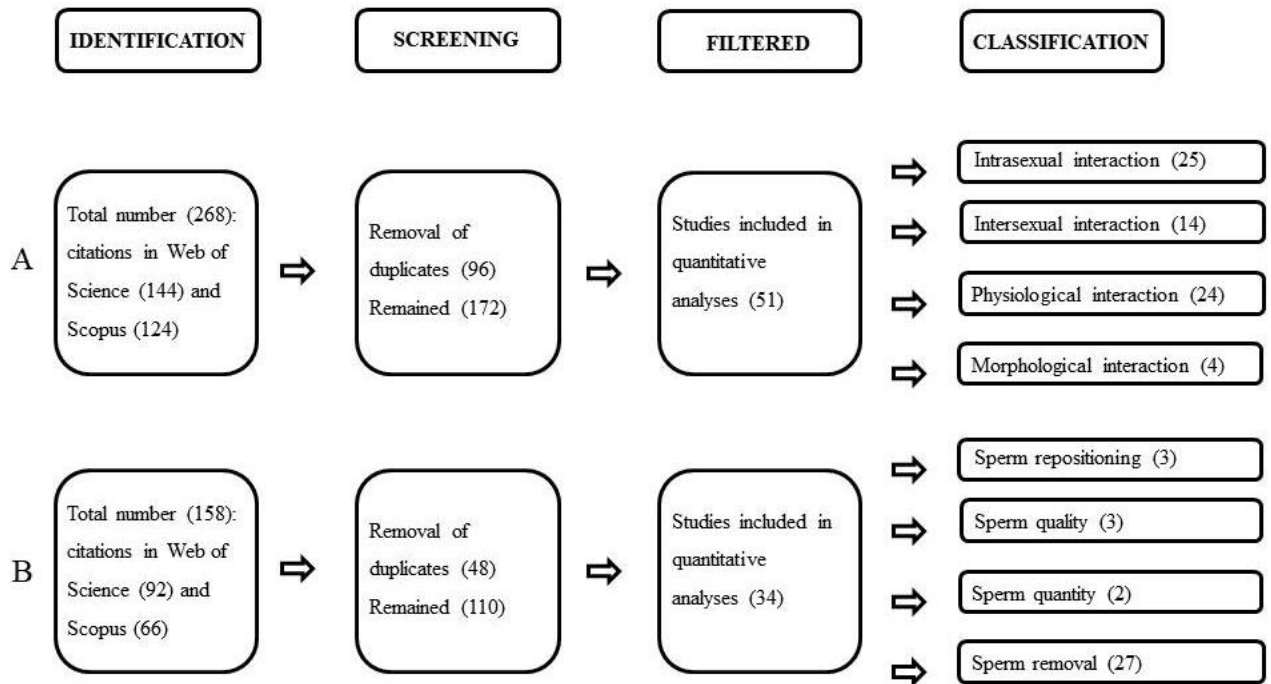 IDENTIFICATION
SCREENING
FILTERED
CLASSIFICATION
A
Total number (268):
citations in Web of
Science (144) and
Scopus (124)
Removal of
duplicates (96)
Remained (172)
Studies included in
quantitative
analyses (51)
Intrasexual interaction (25)
Intersexual interaction (14)
Physiological interaction (24)
Morphological interaction (4)
B
Total number (158):
citations in Web of
Science (92) and
Scopus (66)
Removal of
duplicates (48)
Remained (110)
Studies included in
quantitative
analyses (34)
Sperm repositioning (3)
Sperm quality (3)
Sperm quantity (2)
Sperm removal (27)